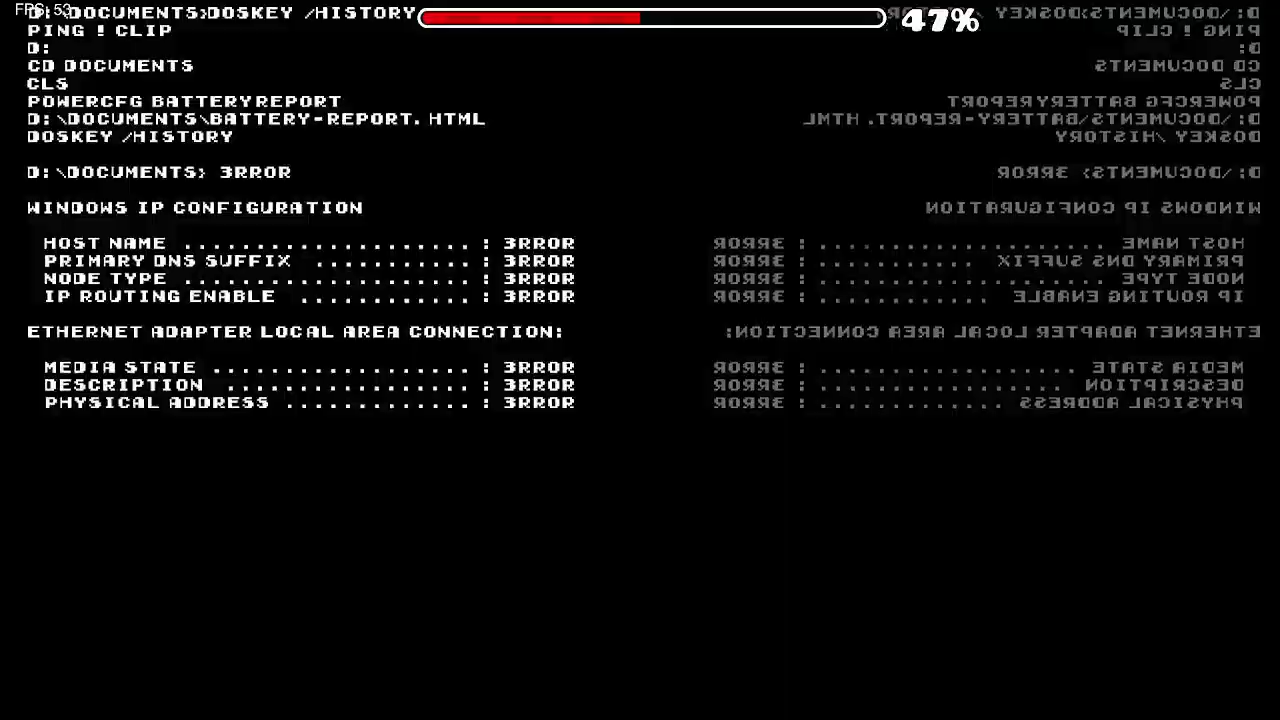 FPS: 53
D:\DOCUMENTS>DOSKEY /HISTORY
47%
PING ! CLIP
D:
CD DOCUMENTS
CLS
POWERCFG BATTERYREPORT
D:\DOCUMENTS\BATTERY-REPORT. HTML
DOSKEY /HISTORY
D:\DOCUMENTS> 3RROR
WINDOWS IP CONFIGURATION
HOST NAME .................... : 3RROR
PRIMARY DNS SUFFIX ........... : 3RROR
NODE TYPE .................... : 3RROR
IP ROUTING ENABLE ............ : 3RROR
ETHERNET ADAPTER LOCAL AREA CONNECTION:
MEDIA STATE .................. : 3RROR
DESCRIPTION ................. : 3RROR
PHYSICAL ADDRESS ............. : 3RROR